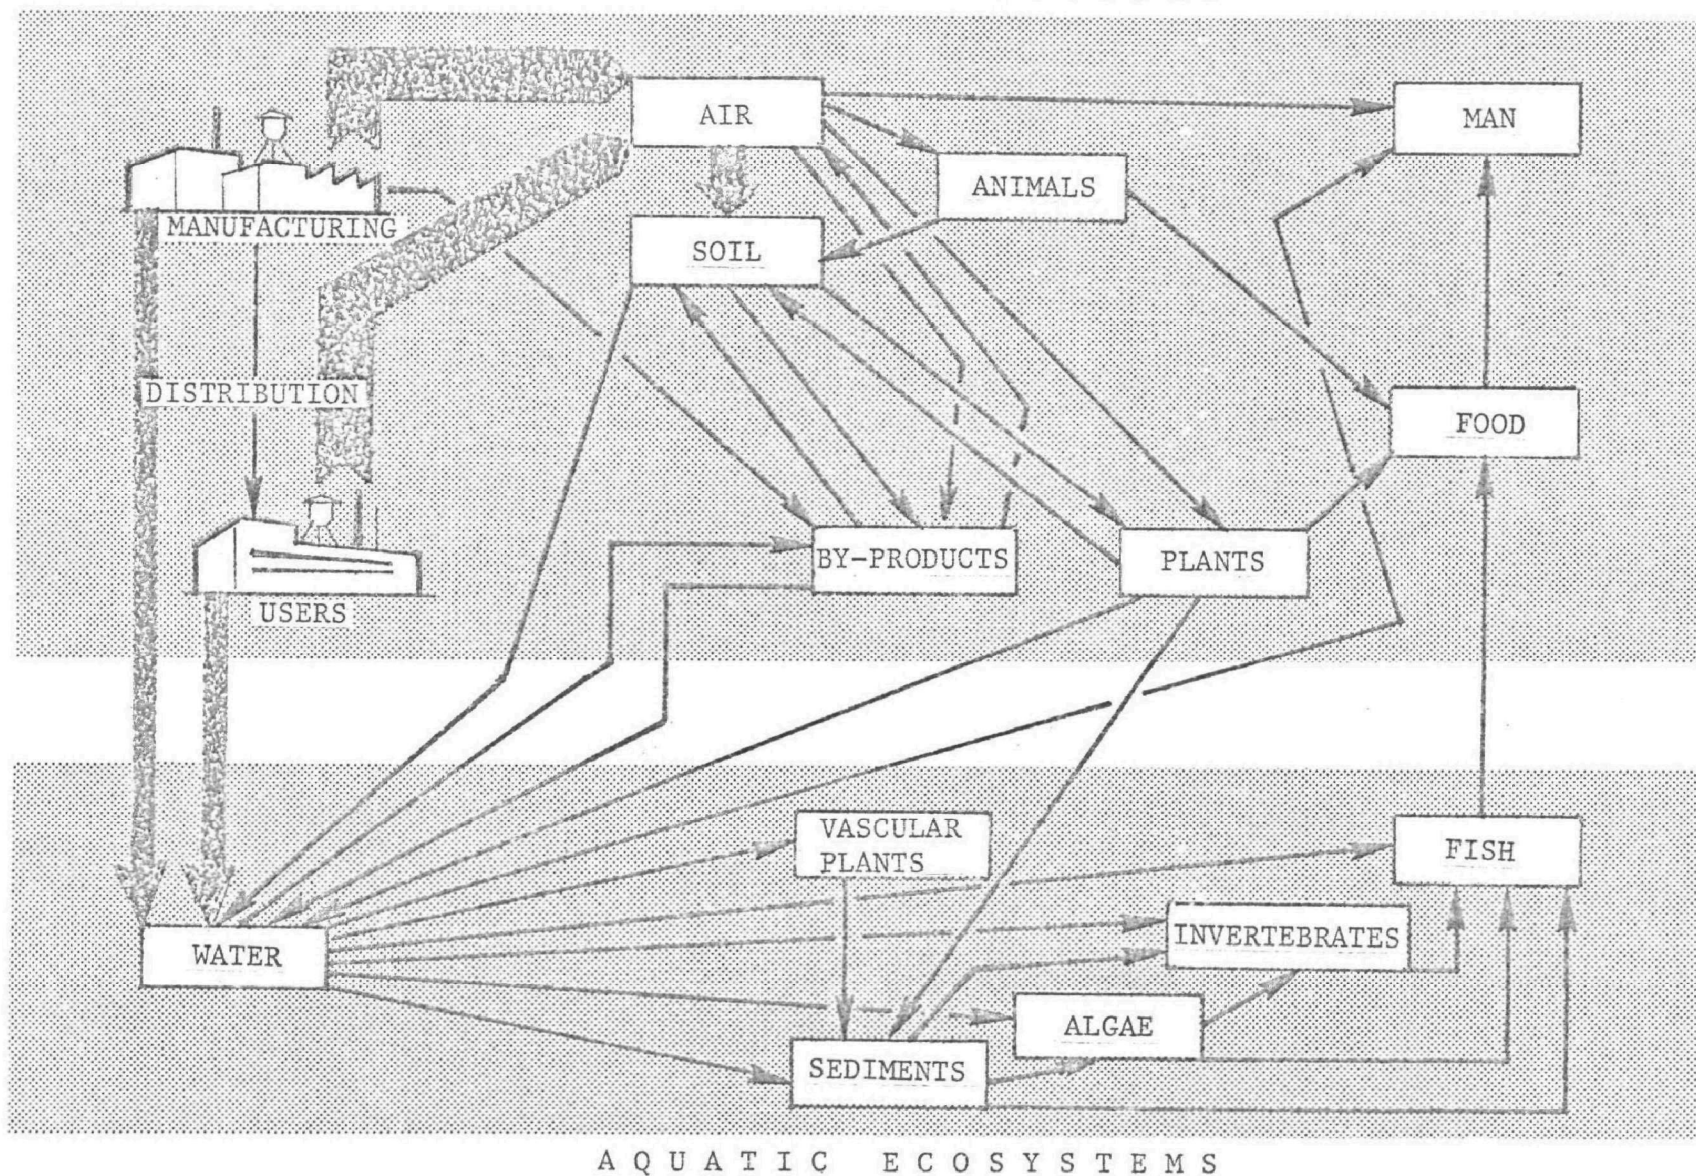 AIR
MAN
ANIMALS
MANUFACTURING
SOIL
DISTRIBUTION
FOOD
BY-PRODUCTS
PLANTS
USERS
VASCULAR
PLANTS
FISH
INVERTEBRATES
WATER
ALGAE
SEDIMENTS
AQUATIC ECOSYSTEMS